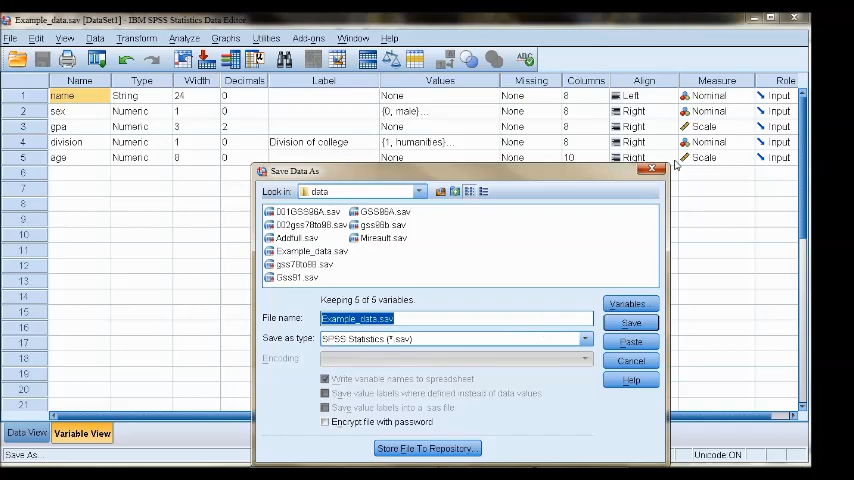 Example_data.sav [DataSet1] - IBM SPSS Statistics Data Editor
File Edit View Data Transform Analyze Graphs Utilities Add-ons Window Help
Name Type Width Decimals Label Values Missing Columns Align Measure Role
1 name String 24 0 None None 8 Left Nominal Input
2 sex Numeric 1 0 {0, male}... None 8 Right Nominal Input
3 gpa Numeric 3 2 None None 8 Right Scale Input
4 division Numeric 1 0 Division of college {1, humanities}... None 8 Right Nominal Input
5 age Numeric 8 0 None None 10 Right Scale Input
6
7
8
9
10
11
12
13
14
15
16
17
18
19
20
21
Save Data As
Look in: data
001GSS96A.sav GSS96A.sav
002gss78to98.sav gss96b.sav
Addfull.sav Mireault.sav
Example_data.sav
gss78to98.sav
Gss91.sav
Keeping 5 of 5 variables.
Variables...
File name: Example_data.sav
Save
Save as type: SPSS Statistics (*.sav)
Paste
Encoding:
Cancel
Write variable names to spreadsheet
Help
Save value labels where defined instead of data values
Save value labels into a .sas file
Encrypt file with password
Store File To Repository...
Data View Variable View
Save As...
Unicode:ON